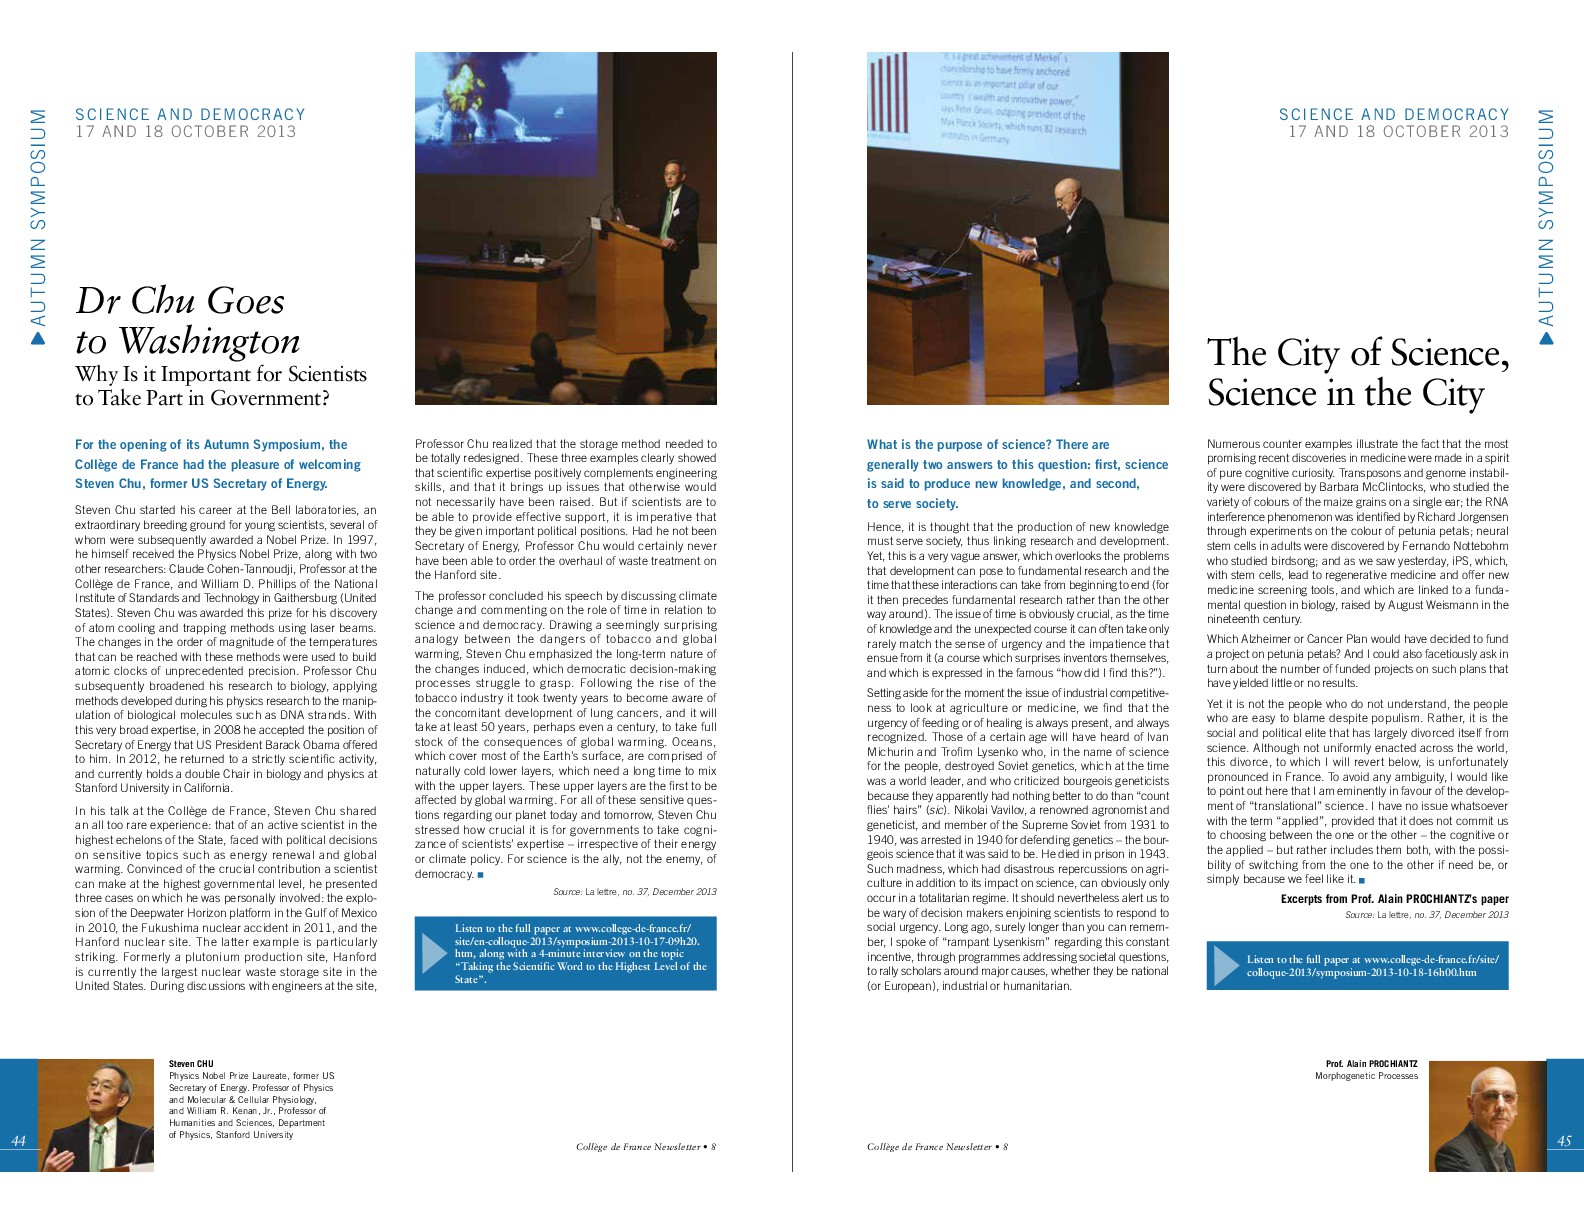 AUTUMN SYMPOSIUM
SCIENCE AND DEMOCRACY
17 AND 18 OCTOBER 2013
Dr Chu Goes
to Washington
Why Is it Important for Scientists
to Take Part in Government?
For the opening of its Autumn Symposium, the
Collège de France had the pleasure of welcoming
Steven Chu, former US Secretary of Energy.
Steven Chu started his career at the Bell laboratories, an
extraordinary breeding ground for young scientists, several of
whom were subsequently awarded a Nobel Prize. In 1997,
he himself received the Physics Nobel Prize, along with two
other researchers: Claude Cohen-Tannoudji, Professor at the
Collège de France, and William D. Phillips of the National
Institute of Standards and Technology in Gaithersburg (United
States). Steven Chu was awarded this prize for his discovery
of atom cooling and trapping methods using laser beams.
The changes in the order of magnitude of the temperatures
that can be reached with these methods were used to build
atomic clocks of unprecedented precision. Professor Chu
subsequently broadened his research to biology, applying
methods developed during his physics research to the manip-
ulation of biological molecules such as DNA strands. With
this very broad expertise, in 2008 he accepted the position of
Secretary of Energy that US President Barack Obama offered
to him. In 2012, he returned to a strictly scientific activity,
and currently holds a double Chair in biology and physics at
Stanford University in California.
In his talk at the Collège de France, Steven Chu shared
an all too rare experience: that of an active scientist in the
highest echelons of the State, faced with political decisions
on sensitive topics such as energy renewal and global
warming. Convinced of the crucial contribution a scientist
can make at the highest governmental level, he presented
three cases on which he was personally involved: the explo-
sion of the Deepwater Horizon platform in the Gulf of Mexico
in 2010, the Fukushima nuclear accident in 2011, and the
Hanford nuclear site. The latter example is particularly
striking. Formerly a plutonium production site, Hanford
is currently the largest nuclear waste storage site in the
United States. During discussions with engineers at the site,
Professor Chu realized that the storage method needed to
be totally redesigned. These three examples clearly showed
that scientific expertise positively complements engineering
skills, and that it brings up issues that otherwise would
not necessarily have been raised. But if scientists are to
be able to provide effective support, it is imperative that
they be given important political positions. Had he not been
Secretary of Energy, Professor Chu would certainly never
have been able to order the overhaul of waste treatment on
the Hanford site.
The professor concluded his speech by discussing climate
change and commenting on the role of time in relation to
science and democracy. Drawing a seemingly surprising
analogy between the dangers of tobacco and global
warming, Steven Chu emphasized the long-term nature of
the changes induced, which democratic decision-making
processes struggle to grasp. Following the rise of the
tobacco industry it took twenty years to become aware of
the concomitant development of lung cancers, and it will
take at least 50 years, perhaps even a century, to take full
stock of the consequences of global warming. Oceans,
which cover most of the Earth's surface, are comprised of
naturally cold lower layers, which need a long time to mix
with the upper layers. These upper layers are the first to be
affected by global warming. For all of these sensitive ques-
tions regarding our planet today and tomorrow, Steven Chu
stressed how crucial it is for governments to take cogni-
zance of scientists' expertise – irrespective of their energy
or climate policy. For science is the ally, not the enemy, of
democracy.
Source: La lettre, no. 37, December 2013
Listen to the full paper at www.college-de-france.fr/
site/en-colloque-2013/symposium-2013-10-17-09h20.
htm, along with a 4-minute interview on the topic
“Taking the Scientific Word to the Highest Level of the
State”.
Steven CHU
Physics Nobel Prize Laureate, former US
Secretary of Energy. Professor of Physics
and Molecular & Cellular Physiology,
and William R. Kenan, Jr., Professor of
Humanities and Sciences, Department
of Physics, Stanford University
44
Collège de France Newsletter • 8
"It is a great achievement of Merkel's
chancellorship to have firmly anchored
science as an important pillar of our
country's wealth and innovative power,"
says Peter Gruss, outgoing president of the
Max Planck Society, which runs 82 research
institutes in Germany.
SCIENCE AND DEMOCRACY
17 AND 18 OCTOBER 2013
AUTUMN SYMPOSIUM
The City of Science,
Science in the City
What is the purpose of science? There are
generally two answers to this question: first, science
is said to produce new knowledge, and second,
to serve society.
Hence, it is thought that the production of new knowledge
must serve society, thus linking research and development.
Yet, this is a very vague answer, which overlooks the problems
that development can pose to fundamental research and the
time that these interactions can take from beginning to end (for
it then precedes fundamental research rather than the other
way around). The issue of time is obviously crucial, as the time
of knowledge and the unexpected course it can often take only
rarely match the sense of urgency and the impatience that
ensue from it (a course which surprises inventors themselves,
and which is expressed in the famous “how did I find this?”).
Setting aside for the moment the issue of industrial competitive-
ness to look at agriculture or medicine, we find that the
urgency of feeding or of healing is always present, and always
recognized. Those of a certain age will have heard of Ivan
Michurin and Trofim Lysenko who, in the name of science
for the people, destroyed Soviet genetics, which at the time
was a world leader, and who criticized bourgeois geneticists
because they apparently had nothing better to do than “count
flies' hairs” (sic). Nikolai Vavilov, a renowned agronomist and
geneticist, and member of the Supreme Soviet from 1931 to
1940, was arrested in 1940 for defending genetics – the bour-
geois science that it was said to be. He died in prison in 1943.
Such madness, which had disastrous repercussions on agri-
culture in addition to its impact on science, can obviously only
occur in a totalitarian regime. It should nevertheless alert us to
be wary of decision makers enjoining scientists to respond to
social urgency. Long ago, surely longer than you can remem-
ber, I spoke of “rampant Lysenkism” regarding this constant
incentive, through programmes addressing societal questions,
to rally scholars around major causes, whether they be national
(or European), industrial or humanitarian.
Numerous counter examples illustrate the fact that the most
promising recent discoveries in medicine were made in a spirit
of pure cognitive curiosity. Transposons and genome instabil-
ity were discovered by Barbara McClintocks, who studied the
variety of colours of the maize grains on a single ear; the RNA
interference phenomenon was identified by Richard Jorgensen
through experiments on the colour of petunia petals; neural
stem cells in adults were discovered by Fernando Nottebohm
who studied birdsong; and as we saw yesterday, iPS, which,
with stem cells, lead to regenerative medicine and offer new
medicine screening tools, and which are linked to a funda-
mental question in biology, raised by August Weismann in the
nineteenth century.
Which Alzheimer or Cancer Plan would have decided to fund
a project on petunia petals? And I could also facetiously ask in
turn about the number of funded projects on such plans that
have yielded little or no results.
Yet it is not the people who do not understand, the people
who are easy to blame despite populism. Rather, it is the
social and political elite that has largely divorced itself from
science. Although not uniformly enacted across the world,
this divorce, to which I will revert below, is unfortunately
pronounced in France. To avoid any ambiguity, I would like
to point out here that I am eminently in favour of the develop-
ment of “translational” science. I have no issue whatsoever
with the term “applied”, provided that it does not commit us
to choosing between the one or the other – the cognitive or
the applied – but rather includes them both, with the possi-
bility of switching from the one to the other if need be, or
simply because we feel like it.
Excerpts from Prof. Alain PROCHIANTZ's paper
Source: La lettre, no. 37, December 2013
Listen to the full paper at www.college-de-france.fr/site/
colloque-2013/symposium-2013-10-18-16h00.htm
Prof. Alain PROCHIANTZ
Morphogenetic Processes
Collège de France Newsletter • 8
45